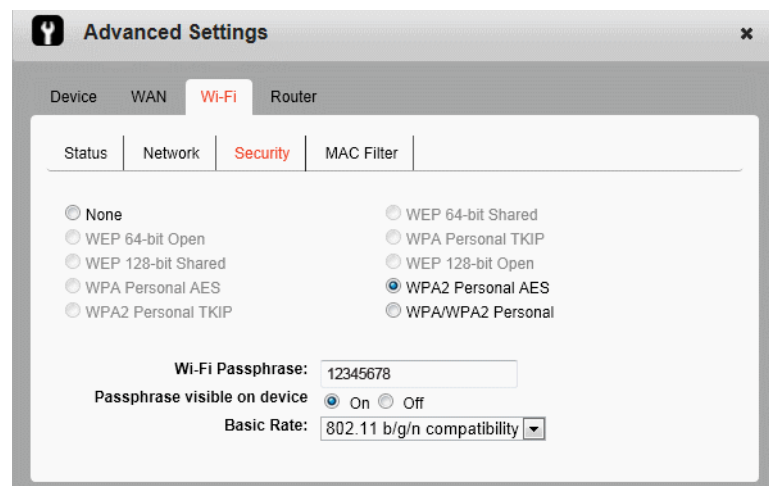 Advanced Settings
Device WAN Wi-Fi Router
Status Network Security MAC Filter
None WEP 64-bit Shared
WEP 64-bit Open WPA Personal TKIP
WEP 128-bit Shared WEP 128-bit Open
WPA Personal AES WPA2 Personal AES
WPA2 Personal TKIP WPA/WPA2 Personal
Wi-Fi Passphrase: 12345678
Passphrase visible on device On Off
Basic Rate: 802.11 b/g/n compatibility